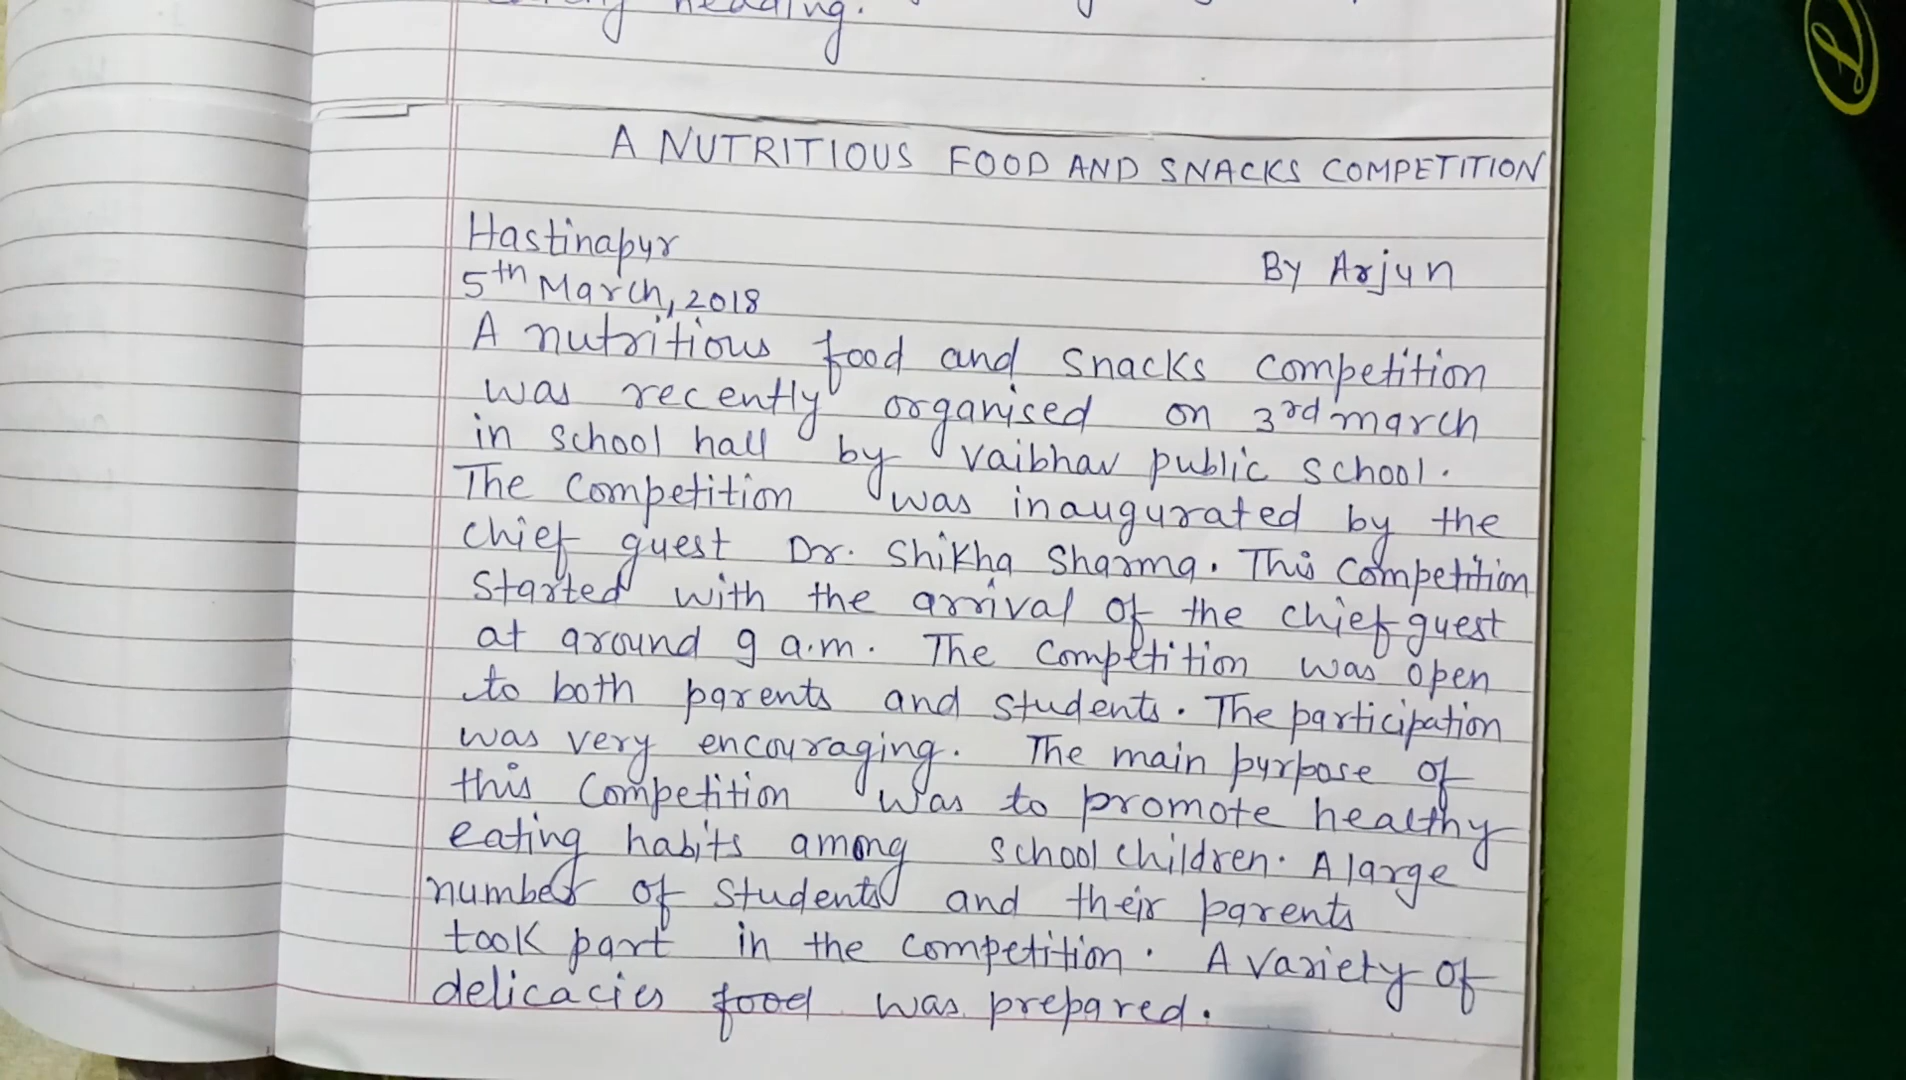 heading.
A NUTRITIOUS FOOD AND SNACKS COMPETITION
Hastinapur
By Arjun
5th March, 2018
A nutritious food and snacks competition
was recently organised on 3rd march
in school hall by vaibhav public school.
The competition was inaugurated by the
chief guest Dr. Shikha Sharma. This competition
started with the arrival of the chief guest
at around 9 a.m. The competition was open
to both parents and students. The participation
was very encouraging. The main purpose of
this competition was to promote healthy
eating habits among school children. A large
number of students and their parents
took part in the competition. A variety of
delicacies food was prepared.